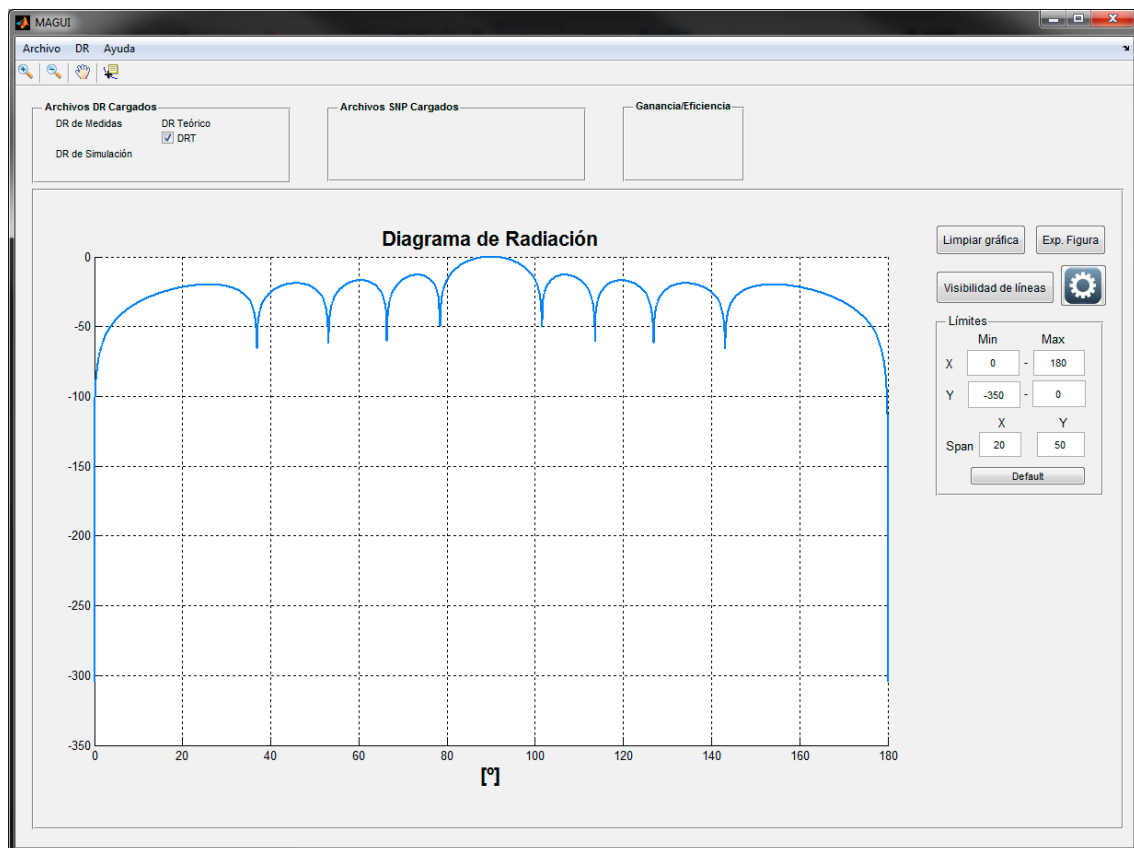 MAGUI
Archivo DR Ayuda
Archivos DR Cargados
DR de Medidas DR Teórico
DRT
DR de Simulación
Archivos SNP Cargados
Ganancia/Eficiencia
Diagrama de Radiación
0
-50
-100
-150
-200
-250
-300
-350
0 20 40 60 80 100 120 140 160 180
[º]
Limpiar gráfica Exp. Figura
Visibilidad de líneas
Límites
Min Max
X 0 - 180
Y -350 - 0
X Y
Span 20 50
Default